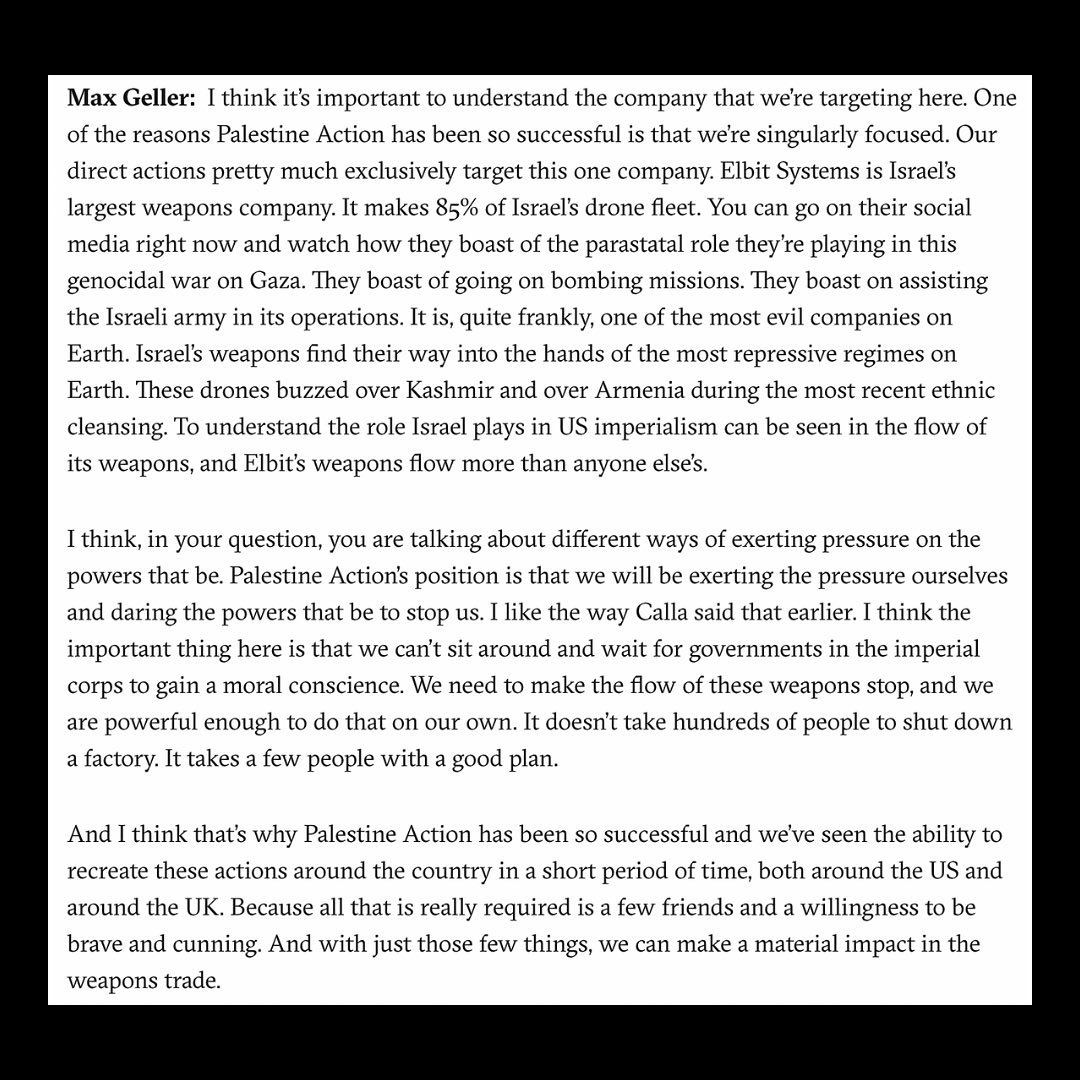 Max Geller: I think it’s important to understand the company that we’re targeting here. One
of the reasons Palestine Action has been so successful is that we’re singularly focused. Our
direct actions pretty much exclusively target this one company. Elbit Systems is Israel’s
largest weapons company. It makes 85% of Israel’s drone fleet. You can go on their social
media right now and watch how they boast of the parastatal role they’re playing in this
genocidal war on Gaza. They boast of going on bombing missions. They boast on assisting
the Israeli army in its operations. It is, quite frankly, one of the most evil companies on
Earth. Israel’s weapons find their way into the hands of the most repressive regimes on
Earth. These drones buzzed over Kashmir and over Armenia during the most recent ethnic
cleansing. To understand the role Israel plays in US imperialism can be seen in the flow of
its weapons, and Elbit’s weapons flow more than anyone else’s.
I think, in your question, you are talking about different ways of exerting pressure on the
powers that be. Palestine Action’s position is that we will be exerting the pressure ourselves
and daring the powers that be to stop us. I like the way Calla said that earlier. I think the
important thing here is that we can’t sit around and wait for governments in the imperial
corps to gain a moral conscience. We need to make the flow of these weapons stop, and we
are powerful enough to do that on our own. It doesn’t take hundreds of people to shut down
a factory. It takes a few people with a good plan.
And I think that’s why Palestine Action has been so successful and we’ve seen the ability to
recreate these actions around the country in a short period of time, both around the US and
around the UK. Because all that is really required is a few friends and a willingness to be
brave and cunning. And with just those few things, we can make a material impact in the
weapons trade.